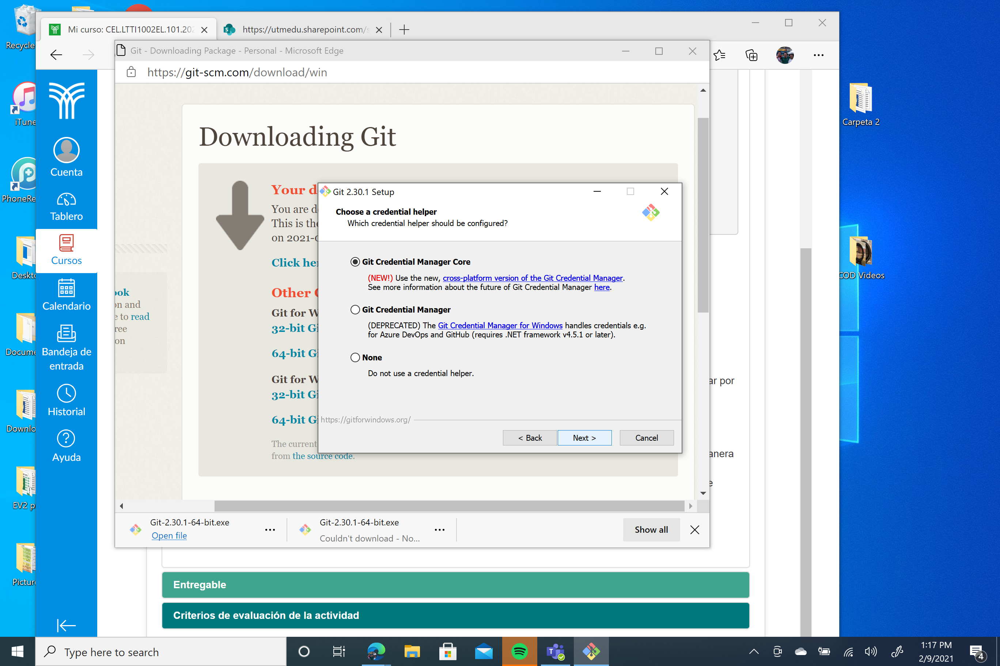 Recycle
iTune
PhoneRe
Deskto
Docume
Downlo
EV2 p
Picture
Carpeta 2
COD Videos
Mi curso: CEL.LTTI1002EL.101.202
https://utmedu.sharepoint.com/s
Git - Downloading Package - Personal - Microsoft Edge
https://git-scm.com/download/win
Cuenta
Tablero
Cursos
Calendario
Bandeja de
entrada
Historial
Ayuda
ook
on and
e to read
ree
on
Downloading Git
Your d
You are d
This is the
on 2021-0
Click her
Other
Git for W
32-bit Gi
64-bit Gi
Git for W
32-bit Gi
64-bit Gi
The current
from the source code.
Git 2.30.1 Setup
Choose a credential helper
Which credential helper should be configured?
Git Credential Manager Core
(NEW!) Use the new, cross-platform version of the Git Credential Manager.
See more information about the future of Git Credential Manager here.
Git Credential Manager
(DEPRECATED) The Git Credential Manager for Windows handles credentials e.g.
for Azure DevOps and GitHub (requires .NET framework v4.5.1 or later).
None
Do not use a credential helper.
https://gitforwindows.org/
< Back
Next >
Cancel
ar por
anera
e
Git-2.30.1-64-bit.exe
Open file
Git-2.30.1-64-bit.exe
Couldn't download - No...
Show all
Entregable
Criterios de evaluación de la actividad
Type here to search
1:17 PM
2/9/2021
4